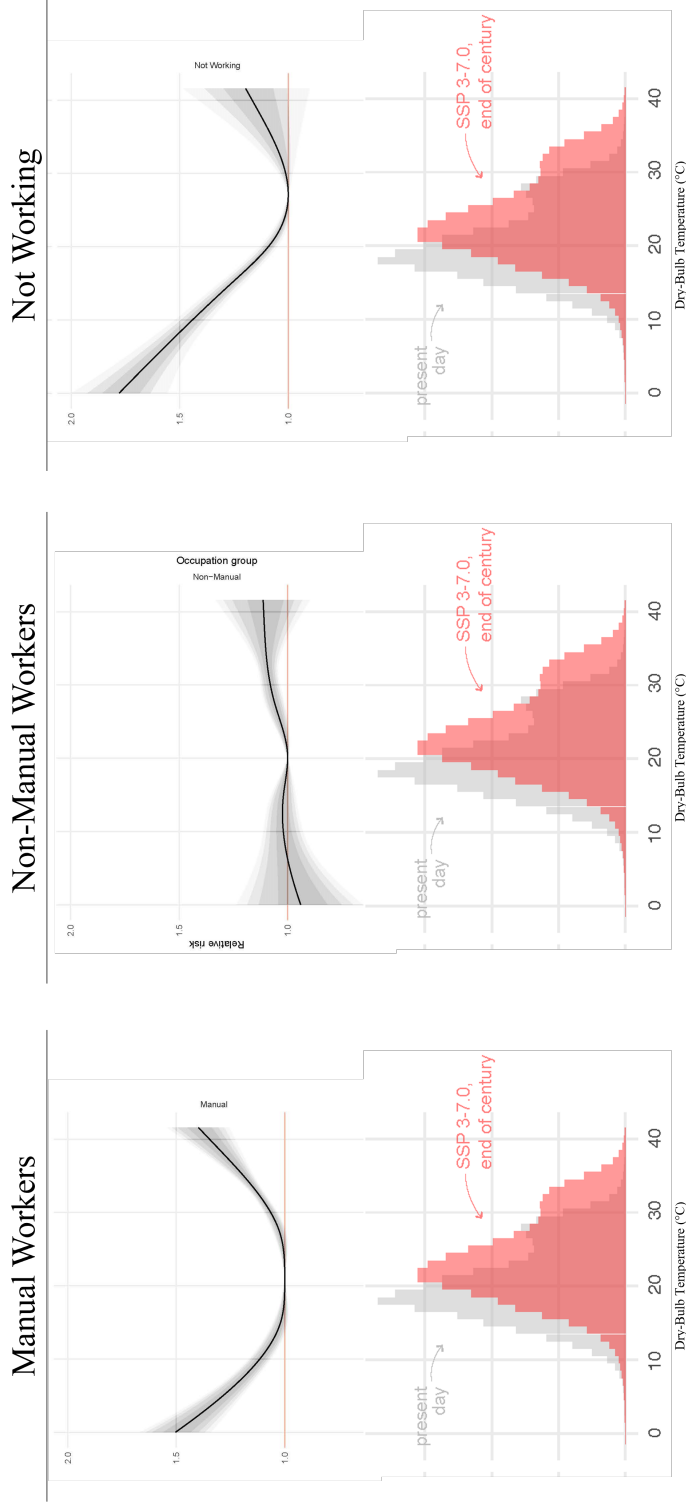 Manual Workers
Manual
2.0
1.5
1.0
SSP 3-7.0,
end of century
present
day
0
10
20
30
40
Dry-Bulb Temperature (°C)
Non-Manual Workers
Occupation group
Non−Manual
2.0
1.5
1.0
Relative risk
SSP 3-7.0,
end of century
present
day
0
10
20
30
40
Dry-Bulb Temperature (°C)
Not Working
Not Working
2.0
1.5
1.0
SSP 3-7.0,
end of century
present
day
0
10
20
30
40
Dry-Bulb Temperature (°C)